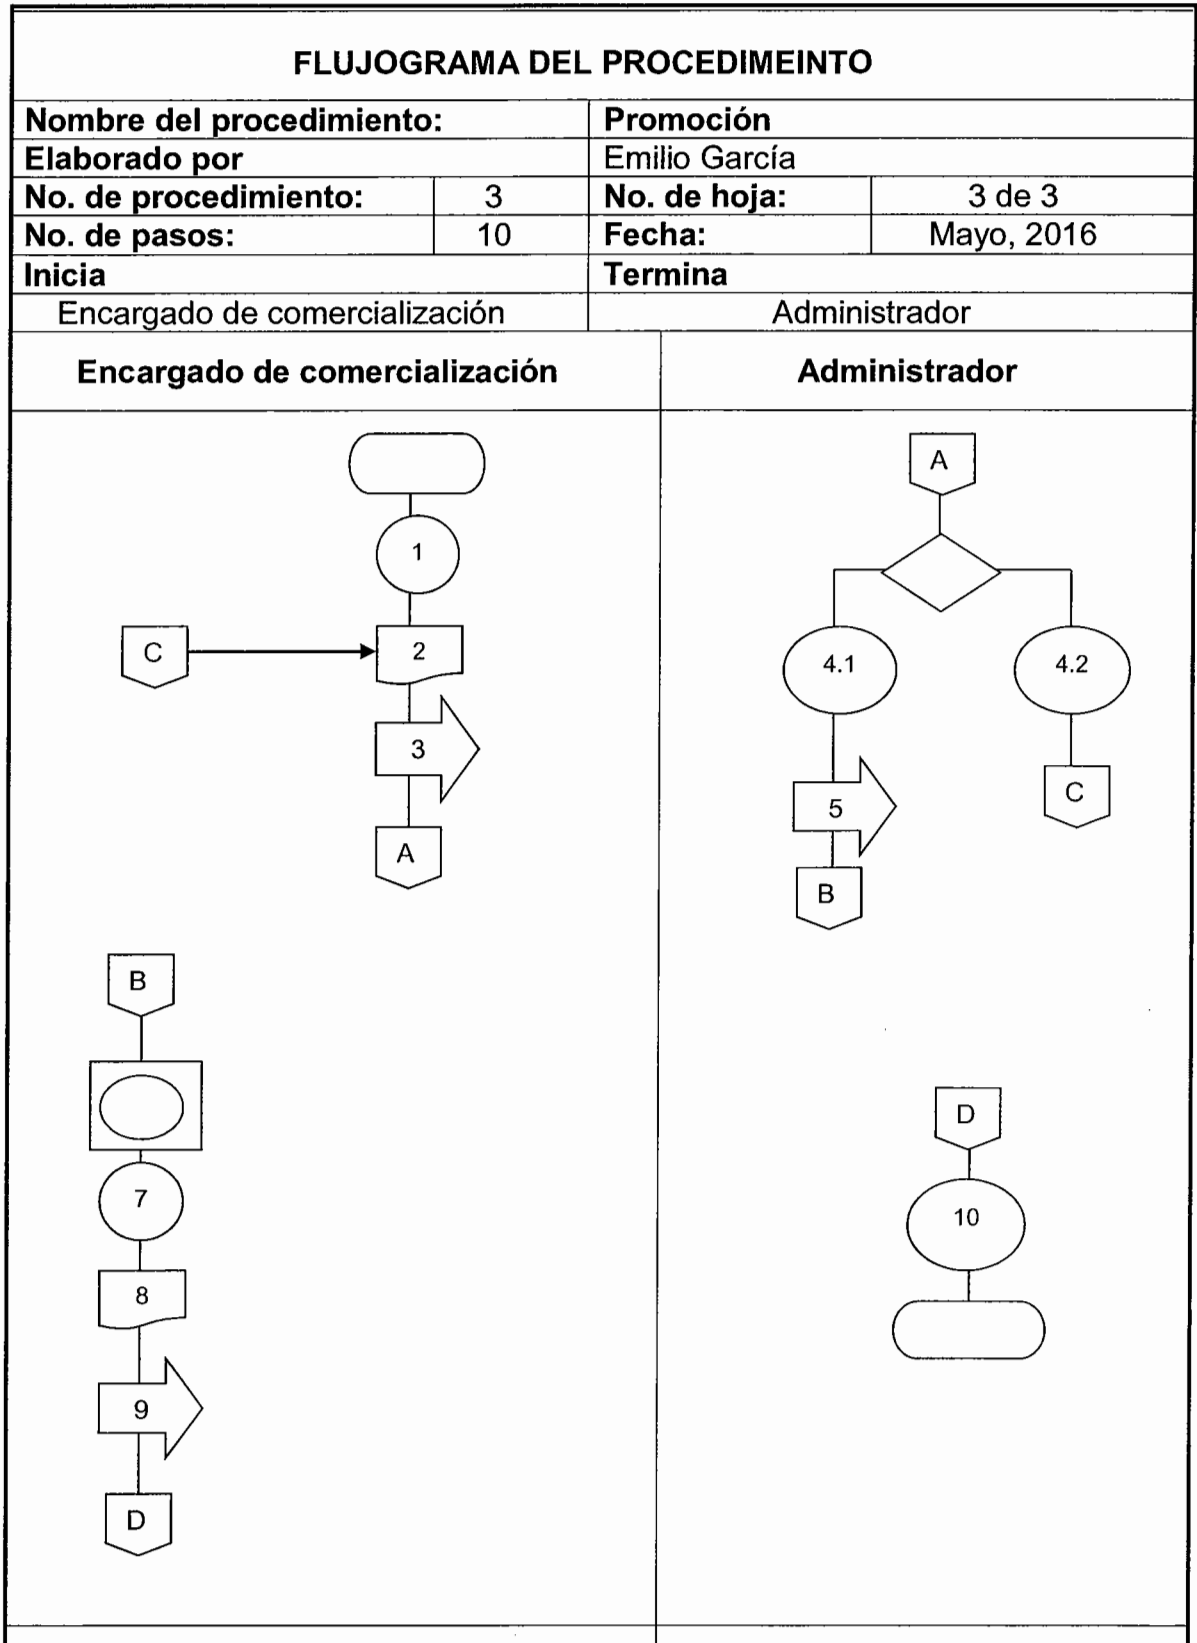 FLUJOGRAMA DEL PROCEDIMEINTO
Nombre del procedimiento: Promoción
Elaborado por Emilio García
No. de procedimiento: 3 No. de hoja: 3 de 3
No. de pasos: 10 Fecha: Mayo, 2016
Inicia Termina
Encargado de comercialización Administrador
Encargado de comercialización Administrador
1
C
2
3
A
A
4.1
4.2
5
C
B
B
7
8
9
D
D
10